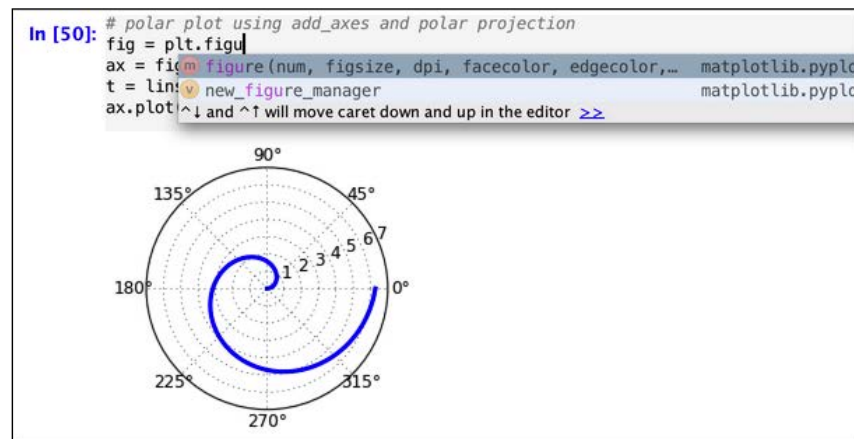 In [50]:
# polar plot using add_axes and polar projection
fig = plt.figu
ax = fig
m figure(num, figsize, dpi, facecolor, edgecolor,… matplotlib.pyplo
t = lins
v new_figure_manager matplotlib.pyplo
ax.plot(
^↓ and ^↑ will move caret down and up in the editor >>
90°
135° 45°
1 2 3 4 5 6 7
180° 0°
225° 315°
270°